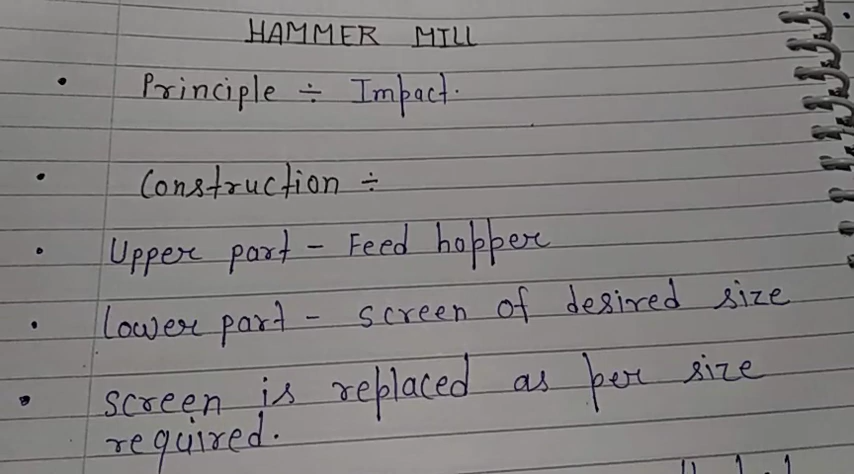 HAMMER MILL
• Principle ÷ Impact.
• Construction ÷
• Upper part - Feed hopper
• Lower part - screen of desired size
• screen is replaced as per size
required.